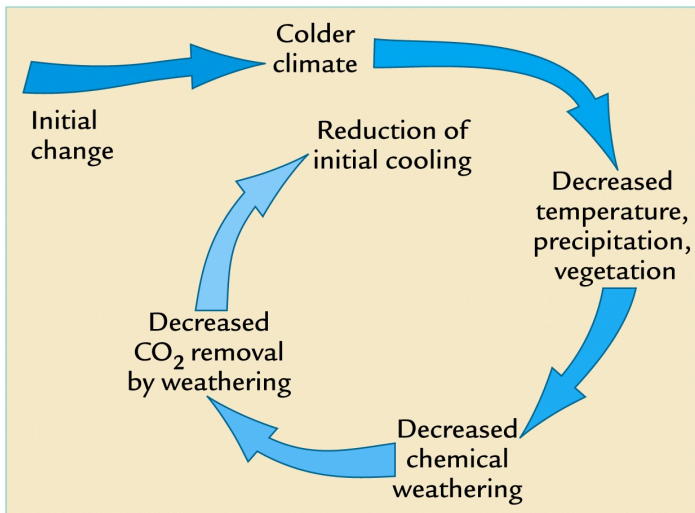 Initial
change
Colder
climate
Decreased
temperature,
precipitation,
vegetation
Decreased
chemical
weathering
Decreased
CO₂ removal
by weathering
Reduction of
initial cooling